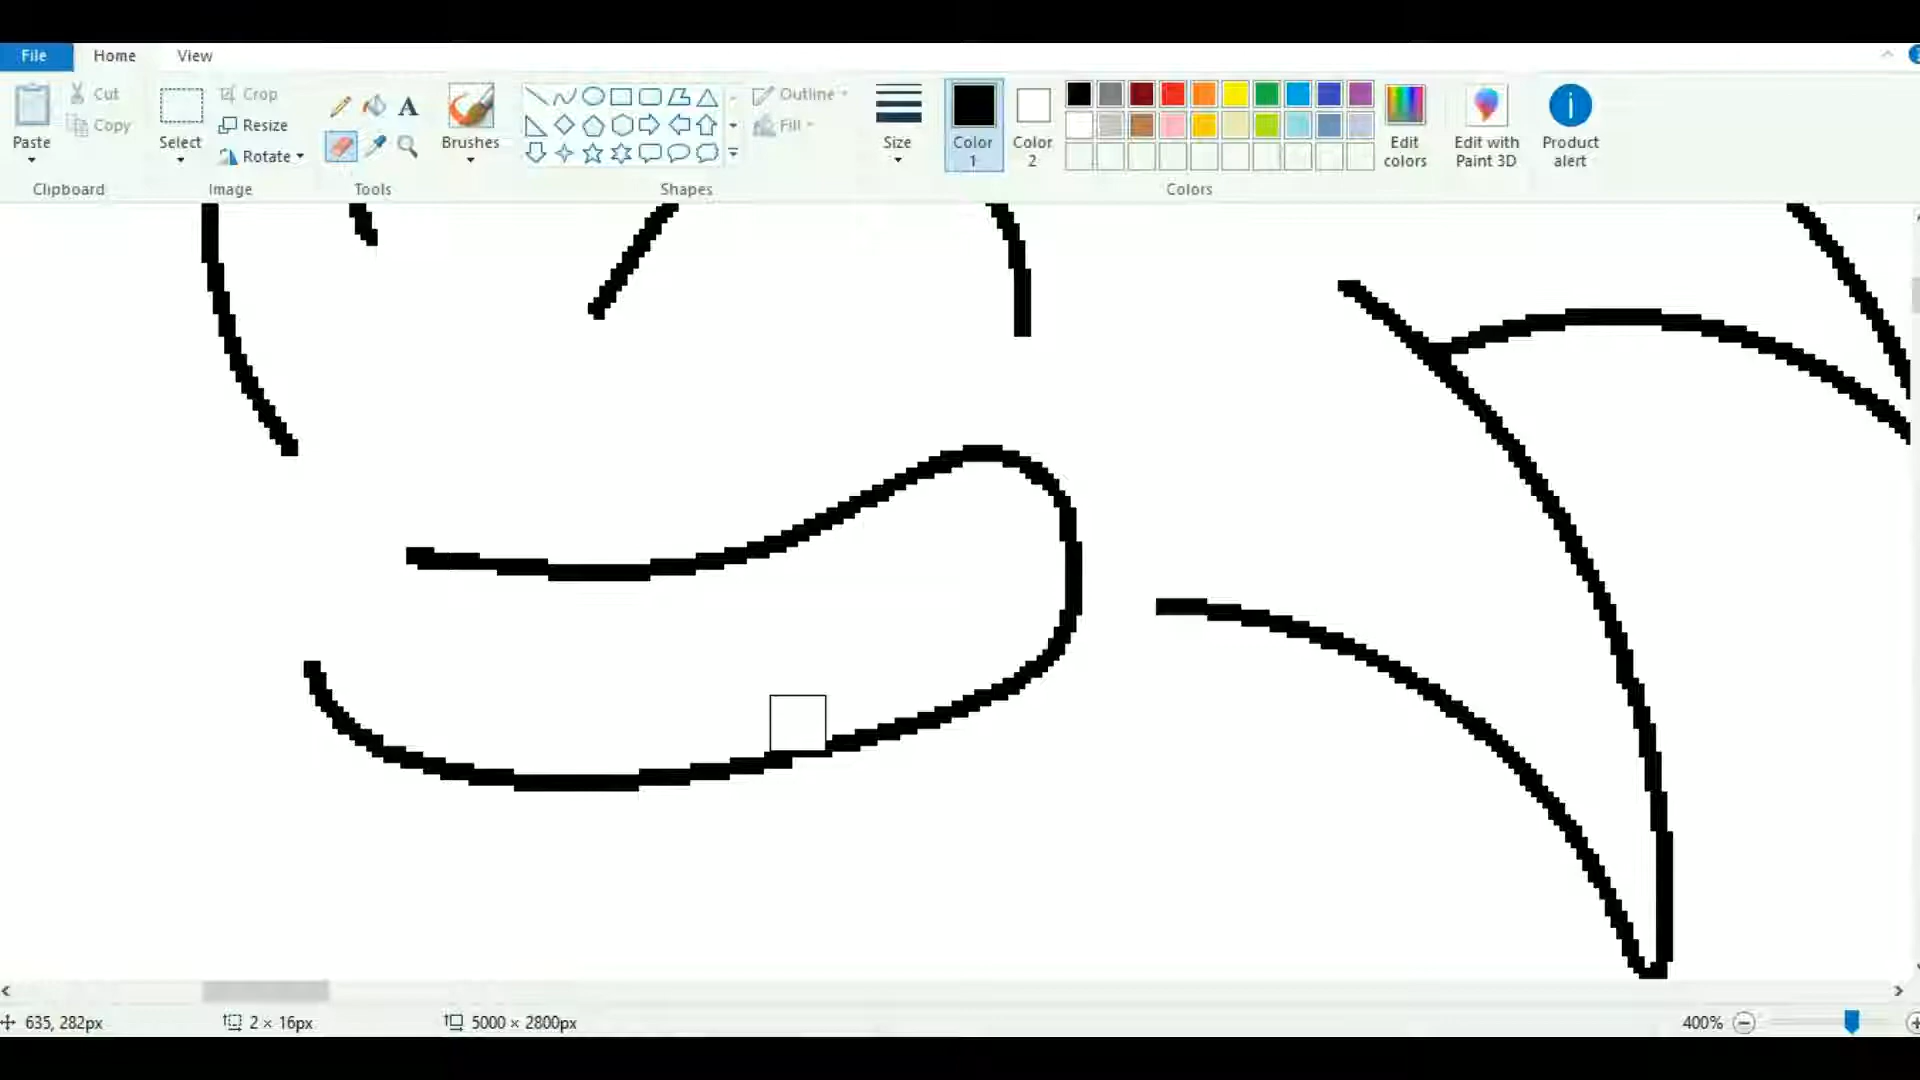 File Home View
Paste Cut Copy Select Crop Resize Rotate A Brushes Outline Fill Size Color 1 Color 2 Edit colors Edit with Paint 3D Product alert
Clipboard Image Tools Shapes Colors
635, 282px 2 × 16px 5000 × 2800px 400%